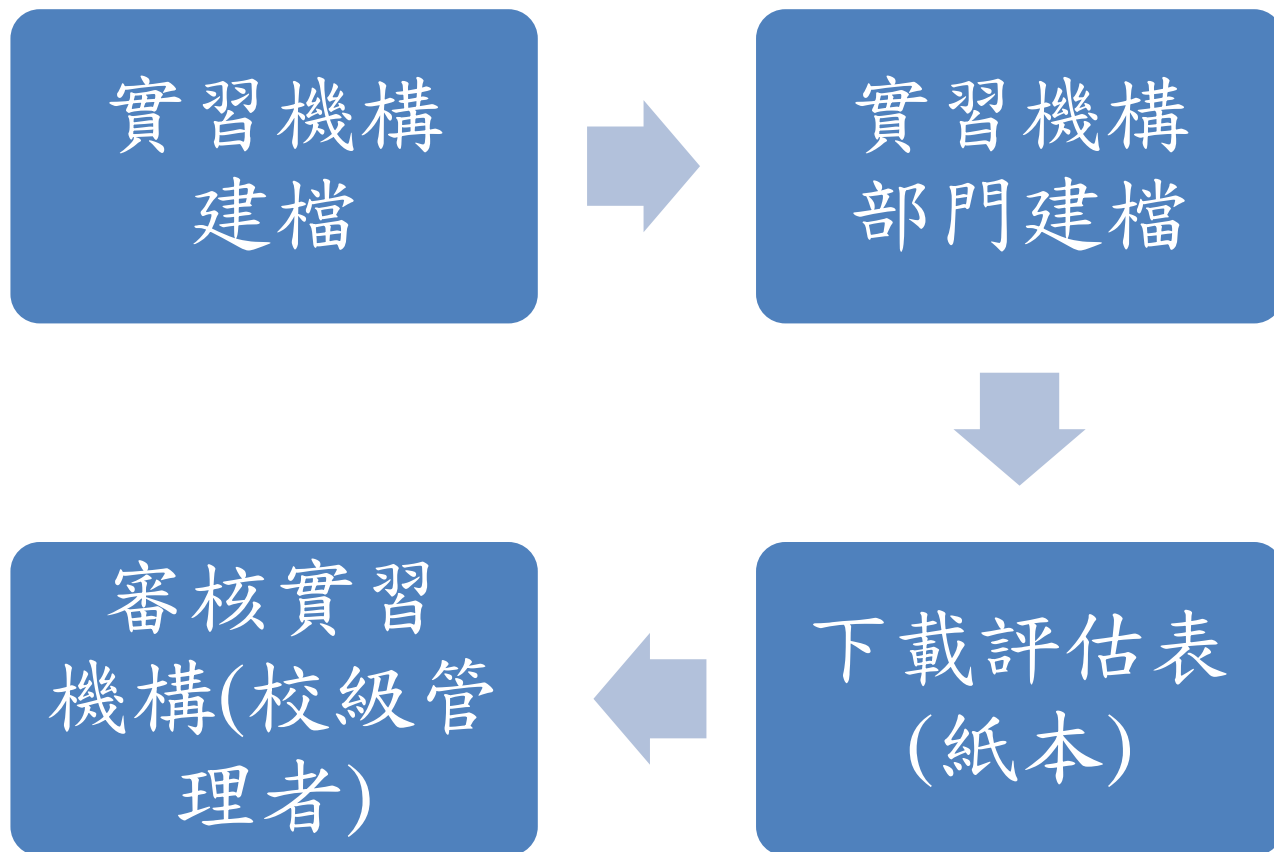 實習機構
建檔
實習機構
部門建檔
下載評估表
(紙本)
審核實習
機構(校級管
理者)